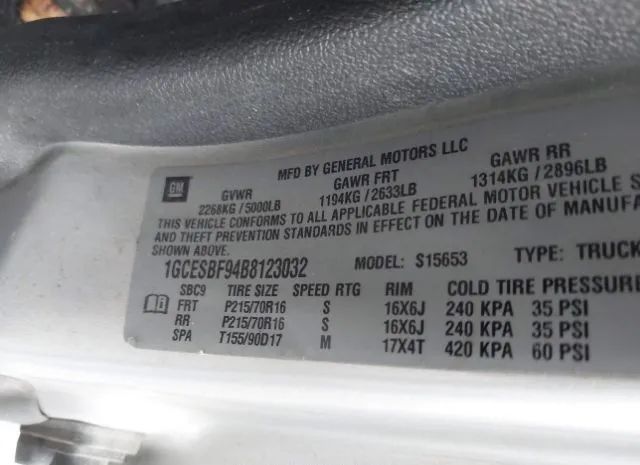 MFD BY GENERAL MOTORS LLC
GM
GVWR GAWR FRT GAWR RR
2268KG / 5000LB 1194KG / 2633LB 1314KG / 2896LB
THIS VEHICLE CONFORMS TO ALL APPLICABLE FEDERAL MOTOR VEHICLE S
THEFT PREVENTION STANDARDS IN EFFECT ON THE DATE OF MANUFA
SHOWN ABOVE.
1GCESBF94B8123032 MODEL: S15653 TYPE: TRUCK
SBC9 TIRE SIZE SPEED RTG RIM COLD TIRE PRESSURE
FRT P215/70R16 S 16X6J 240 KPA 35 PSI
RR P215/70R16 S 16X6J 240 KPA 35 PSI
SPA T155/90D17 M 17X4T 420 KPA 60 PSI